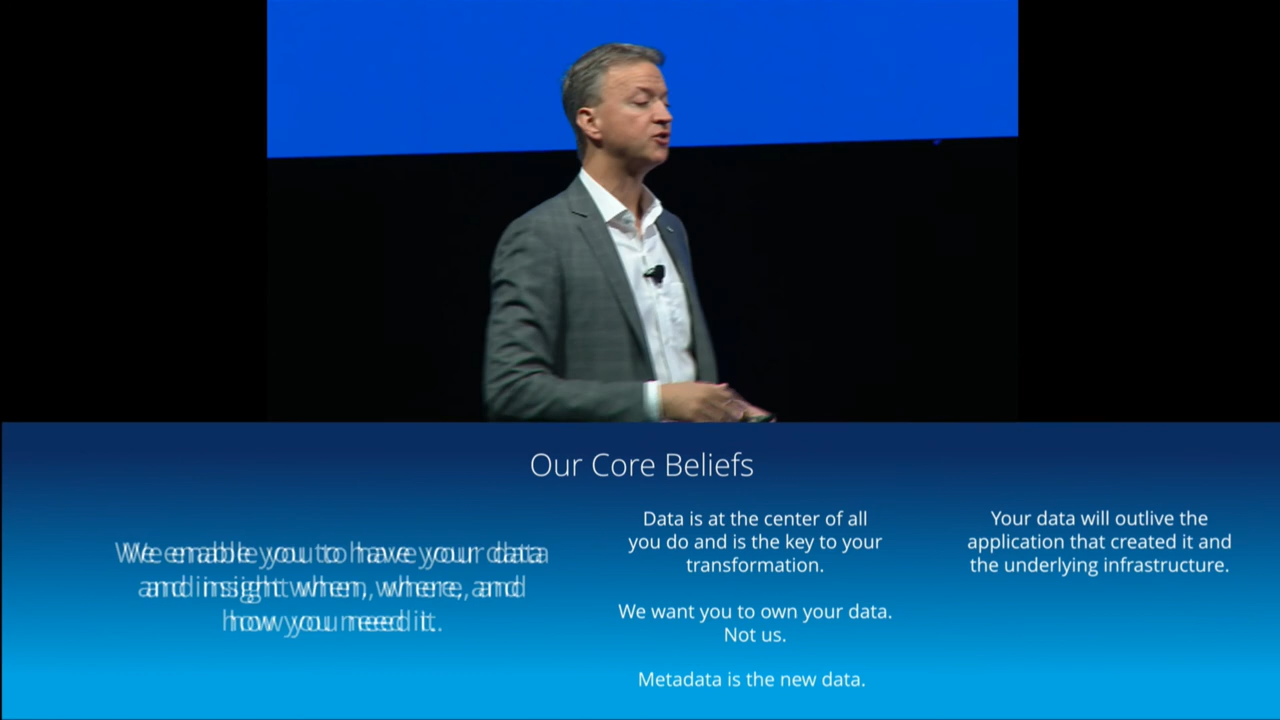 Our Core Beliefs
We enable you to have your data
and insight when, where, and
how you need it.
Data is at the center of all
you do and is the key to your
transformation.
We want you to own your data.
Not us.
Metadata is the new data.
Your data will outlive the
application that created it and
the underlying infrastructure.